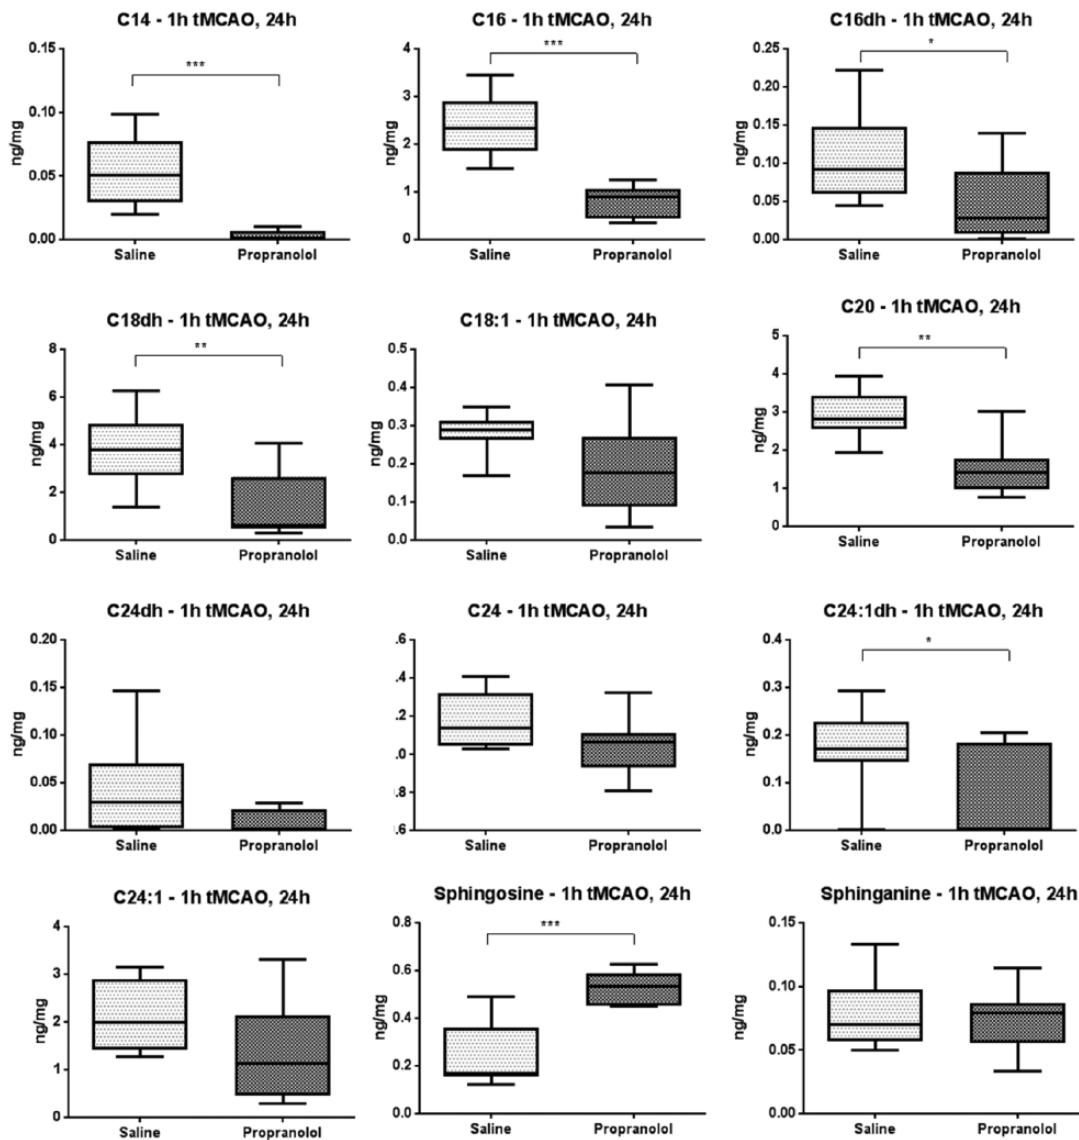 C14 - 1h tMCAO, 24h
0.15
0.10
0.05
0.00
ng/mg
***
Saline Propranolol
C16 - 1h tMCAO, 24h
4
3
2
1
0
ng/mg
***
Saline Propranolol
C16dh - 1h tMCAO, 24h
0.25
0.20
0.15
0.10
0.05
0.00
ng/mg
*
Saline Propranolol
C18dh - 1h tMCAO, 24h
8
6
4
2
0
ng/mg
**
Saline Propranolol
C18:1 - 1h tMCAO, 24h
0.5
0.4
0.3
0.2
0.1
0.0
ng/mg
Saline Propranolol
C20 - 1h tMCAO, 24h
5
4
3
2
1
0
ng/mg
**
Saline Propranolol
C24dh - 1h tMCAO, 24h
0.20
0.15
0.10
0.05
0.00
ng/mg
Saline Propranolol
C24 - 1h tMCAO, 24h
.6
.4
.2
.0
.8
.6
ng/mg
Saline Propranolol
C24:1dh - 1h tMCAO, 24h
0.4
0.3
0.2
0.1
0.0
ng/mg
*
Saline Propranolol
C24:1 - 1h tMCAO, 24h
4
3
2
1
0
ng/mg
Saline Propranolol
Sphingosine - 1h tMCAO, 24h
0.8
0.6
0.4
0.2
0.0
ng/mg
***
Saline Propranolol
Sphinganine - 1h tMCAO, 24h
0.15
0.10
0.05
0.00
ng/mg
Saline Propranolol